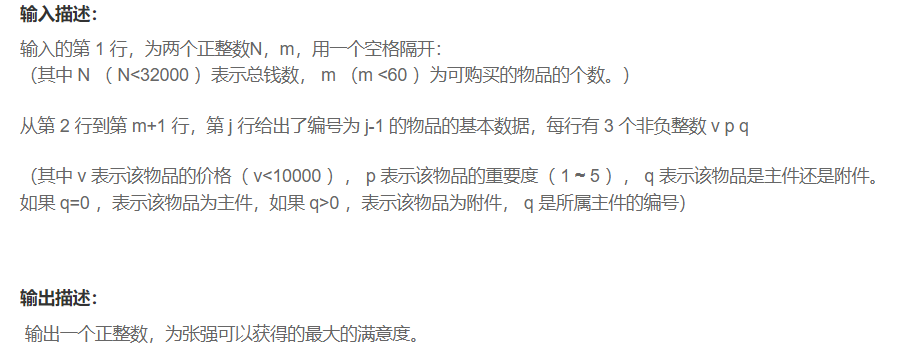 输入描述：
输入的第 1 行，为两个正整数N，m，用一个空格隔开：
（其中 N （ N<32000 ）表示总钱数， m （m <60 ）为可购买的物品的个数。）
从第 2 行到第 m+1 行，第 j 行给出了编号为 j-1 的物品的基本数据，每行有 3 个非负整数 v p q
（其中 v 表示该物品的价格（ v<10000 ）， p 表示该物品的重要度（ 1 ~ 5 ）， q 表示该物品是主件还是附件。
如果 q=0 ，表示该物品为主件，如果 q>0 ，表示该物品为附件， q 是所属主件的编号）
输出描述：
输出一个正整数，为张强可以获得的最大的满意度。